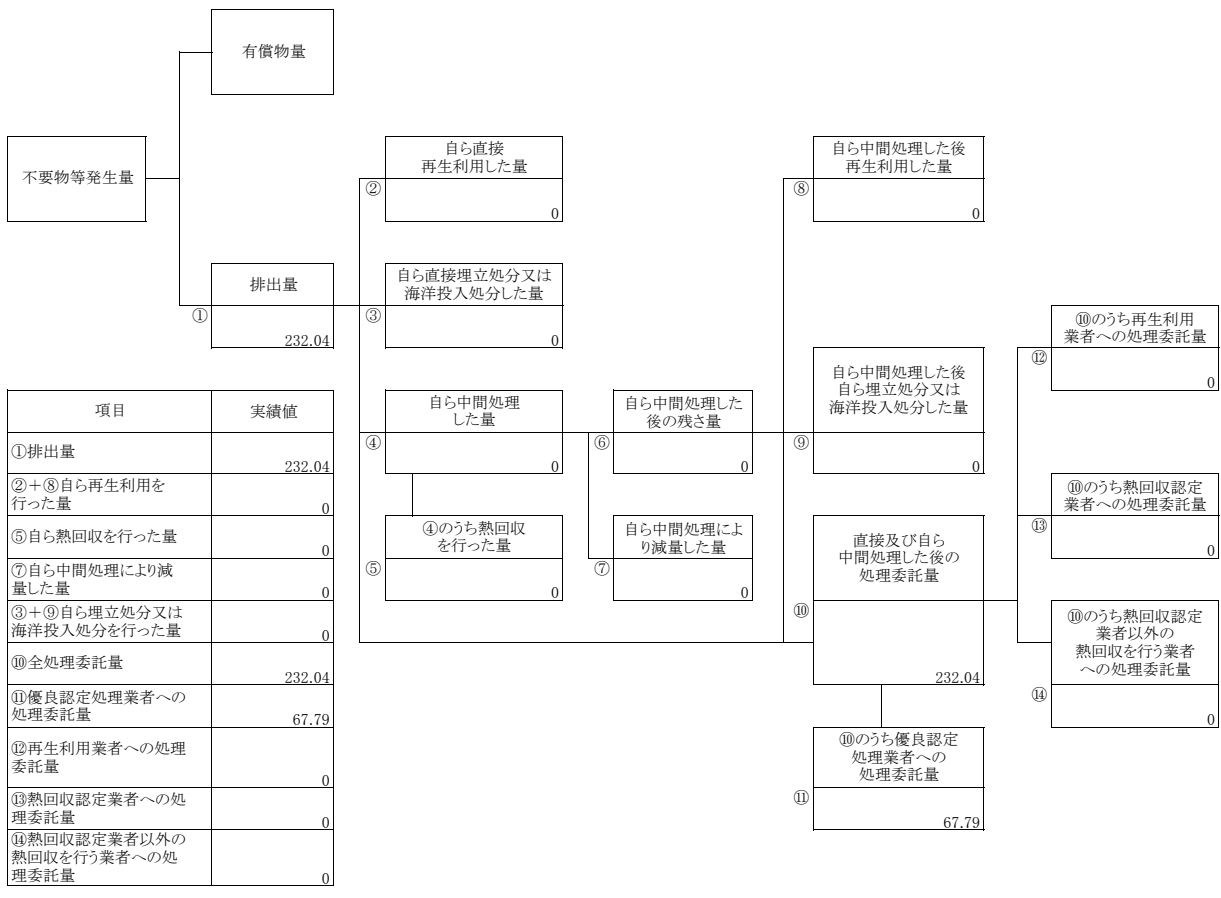 有償物量
不要物等発生量
排出量
①
232.04
自ら直接
再生利用した量
②
0
自ら直接埋立処分又は
海洋投入処分した量
③
0
自ら中間処理
した量
④
0
④のうち熱回収
を行った量
⑤
0
自ら中間処理した
後の残さ量
⑥
0
自ら中間処理によ
り減量した量
⑦
0
自ら中間処理した後
再生利用した量
⑧
0
自ら中間処理した後
自ら埋立処分又は
海洋投入処分した量
⑨
0
直接及び自ら
中間処理した後の
処理委託量
⑩
232.04
⑩のうち優良認定
処理業者への
処理委託量
⑪
67.79
⑩のうち再生利用
業者への処理委託量
⑫
0
⑩のうち熱回収認定
業者への処理委託量
⑬
0
⑩のうち熱回収認定
業者以外の
熱回収を行う業者
への処理委託量
⑭
0
項目 実績値
①排出量
232.04
②+⑧自ら再生利用を
行った量
0
⑤自ら熱回収を行った量
0
⑦自ら中間処理により減
量した量
0
③+⑨自ら埋立処分又は
海洋投入処分を行った量
0
⑩全処理委託量
232.04
⑪優良認定処理業者への
処理委託量
67.79
⑫再生利用業者への処理
委託量
0
⑬熱回収認定業者への処
理委託量
0
⑭熱回収認定業者以外の
熱回収を行う業者への処
理委託量
0